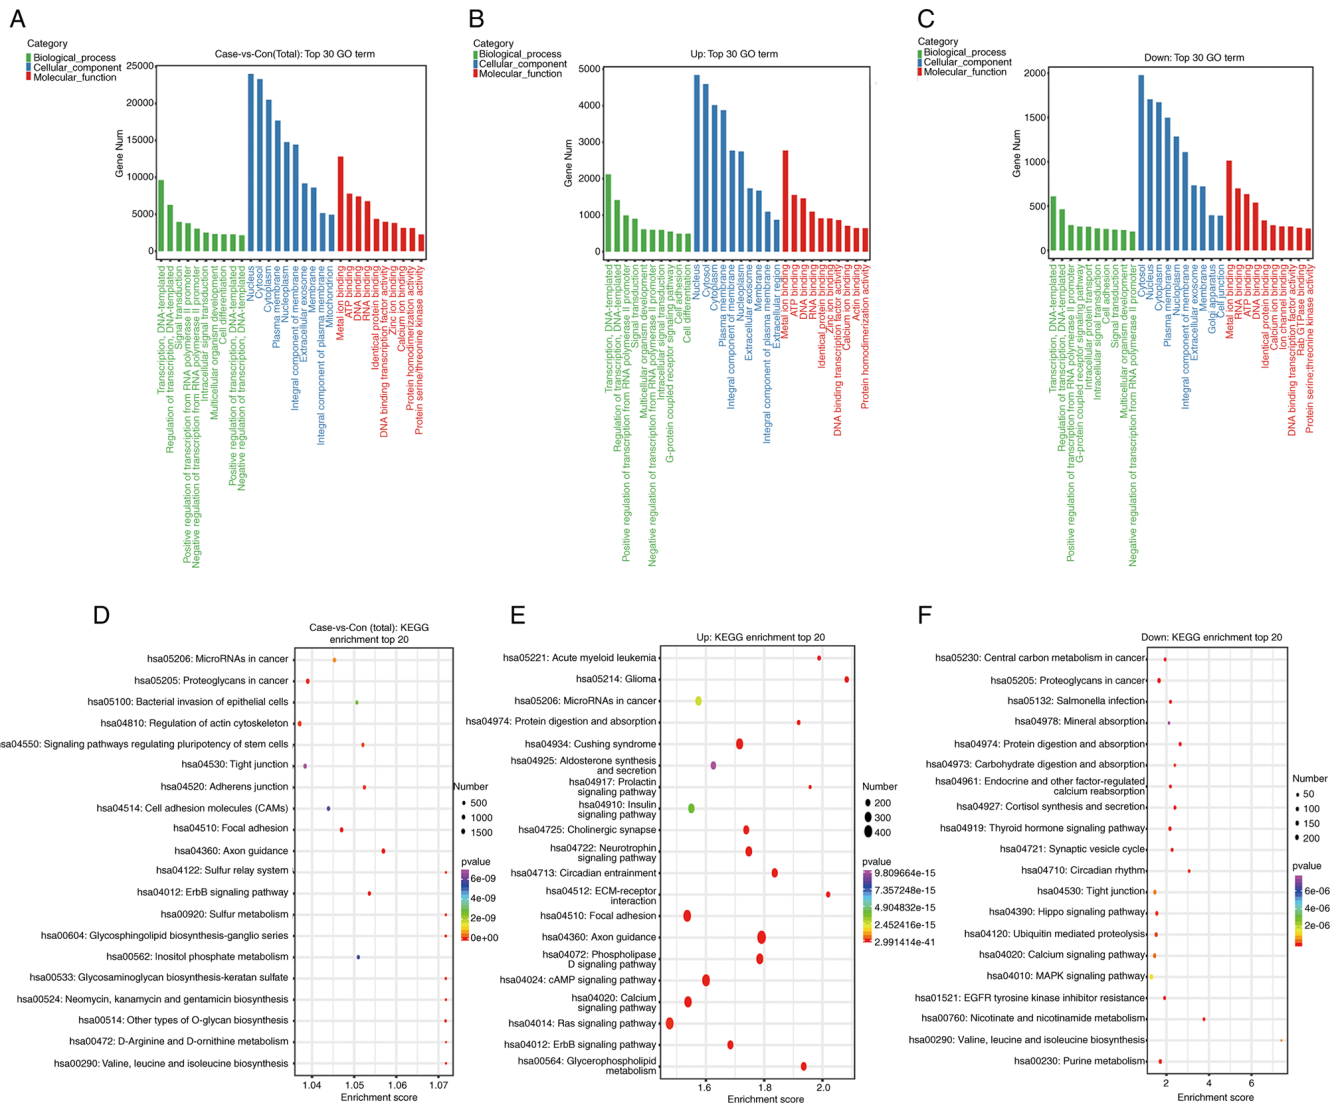 A
Category
Biological_process
Cellular_component
Molecular_function
Case-vs-Con(Total): Top 30 GO term
Gene Num
25000
20000
15000
10000
5000
0
Transcription, DNA-templated
Regulation of transcription, DNA-templated
Signal transduction
Positive regulation of transcription from RNA polymerase II promoter
Negative regulation of transcription from RNA polymerase II promoter
Intracellular signal transduction
Multicellular organism development
Cell differentiation
Positive regulation of transcription, DNA-templated
Negative regulation of transcription, DNA-templated
Nucleus
Cytosol
Cytoplasm
Plasma membrane
Nucleoplasm
Integral component of membrane
Extracellular exosome
Membrane
Integral component of plasma membrane
Mitochondrion
Metal ion binding
ATP binding
DNA binding
RNA binding
Identical protein binding
DNA binding transcription factor activity
Zinc ion binding
Calcium ion binding
Protein homodimerization activity
Protein serine/threonine kinase activity
B
Category
Biological_process
Cellular_component
Molecular_function
Up: Top 30 GO term
Gene Num
5000
4000
3000
2000
1000
0
Transcription, DNA-templated
Regulation of transcription, DNA-templated
Positive regulation of transcription from RNA polymerase II promoter
Signal transduction
Multicellular organism development
Negative regulation of transcription from RNA polymerase II promoter
Intracellular signal transduction
G-protein coupled receptor signaling pathway
Cell adhesion
Cell differentiation
Nucleus
Cytosol
Cytoplasm
Plasma membrane
Integral component of membrane
Nucleoplasm
Extracellular exosome
Membrane
Integral component of plasma membrane
Extracellular region
Metal ion binding
ATP binding
DNA binding
RNA binding
Identical protein binding
Zinc ion binding
DNA binding transcription factor activity
Calcium ion binding
Actin binding
Protein homodimerization activity
C
Category
Biological_process
Cellular_component
Molecular_function
Down: Top 30 GO term
Gene Num
2000
1500
1000
500
0
Transcription, DNA-templated
Regulation of transcription, DNA-templated
Positive regulation of transcription from RNA polymerase II promoter
G-protein coupled receptor signaling pathway
Intracellular protein transport
Intracellular signal transduction
Cell division
Signal transduction
Multicellular organism development
Negative regulation of transcription from RNA polymerase II promoter
Cytosol
Nucleus
Cytoplasm
Plasma membrane
Nucleoplasm
Integral component of membrane
Extracellular exosome
Membrane
Golgi apparatus
Cell junction
Metal ion binding
RNA binding
ATP binding
DNA binding
Identical protein binding
Calcium ion binding
Ion channel binding
DNA binding transcription factor activity
Rab GTPase binding
Protein serine;threonine kinase activity
D
Case-vs-Con (total): KEGG
enrichment top 20
hsa05206: MicroRNAs in cancer
hsa05205: Proteoglycans in cancer
hsa05100: Bacterial invasion of epithelial cells
hsa04810: Regulation of actin cytoskeleton
hsa04550: Signaling pathways regulating pluripotency of stem cells
hsa04530: Tight junction
hsa04520: Adherens junction
hsa04514: Cell adhesion molecules (CAMs)
hsa04510: Focal adhesion
hsa04360: Axon guidance
hsa04122: Sulfur relay system
hsa04012: ErbB signaling pathway
hsa00920: Sulfur metabolism
hsa00604: Glycosphingolipid biosynthesis-ganglio series
hsa00562: Inositol phosphate metabolism
hsa00533: Glycosaminoglycan biosynthesis-keratan sulfate
hsa00524: Neomycin, kanamycin and gentamicin biosynthesis
hsa00514: Other types of O-glycan biosynthesis
hsa00472: D-Arginine and D-ornithine metabolism
hsa00290: Valine, leucine and isoleucine biosynthesis
1.04 1.05 1.06 1.07
Enrichment score
Number
500
1000
1500
pvalue
6e-09
4e-09
2e-09
0e+00
E
Up: KEGG enrichment top 20
hsa05221: Acute myeloid leukemia
hsa05214: Glioma
hsa05206: MicroRNAs in cancer
hsa04974: Protein digestion and absorption
hsa04934: Cushing syndrome
hsa04925: Aldosterone synthesis
and secretion
hsa04917: Prolactin
signaling pathway
hsa04910: Insulin
signaling pathway
hsa04725: Cholinergic synapse
hsa04722: Neurotrophin
signaling pathway
hsa04713: Circadian entrainment
hsa04512: ECM-receptor
interaction
hsa04510: Focal adhesion
hsa04360: Axon guidance
hsa04072: Phospholipase
D signaling pathway
hsa04024: cAMP signaling pathway
hsa04020: Calcium
signaling pathway
hsa04014: Ras signaling pathway
hsa04012: ErbB signaling pathway
hsa00564: Glycerophospholipid
metabolism
1.6 1.8 2.0
Enrichment score
Number
200
300
400
pvalue
9.809664e-15
7.357248e-15
4.904832e-15
2.452416e-15
2.991414e-41
F
Down: KEGG enrichment top 20
hsa05230: Central carbon metabolism in cancer
hsa05205: Proteoglycans in cancer
hsa05132: Salmonella infection
hsa04978: Mineral absorption
hsa04974: Protein digestion and absorption
hsa04973: Carbohydrate digestion and absorption
hsa04961: Endocrine and other factor-regulated
calcium reabsorption
hsa04927: Cortisol synthesis and secretion
hsa04919: Thyroid hormone signaling pathway
hsa04721: Synaptic vesicle cycle
hsa04710: Circadian rhythm
hsa04530: Tight junction
hsa04390: Hippo signaling pathway
hsa04120: Ubiquitin mediated proteolysis
hsa04020: Calcium signaling pathway
hsa04010: MAPK signaling pathway
hsa01521: EGFR tyrosine kinase inhibitor resistance
hsa00760: Nicotinate and nicotinamide metabolism
hsa00290: Valine, leucine and isoleucine biosynthesis
hsa00230: Purine metabolism
2 4 6
Enrichment score
Number
50
100
150
200
pvalue
6e-06
4e-06
2e-06